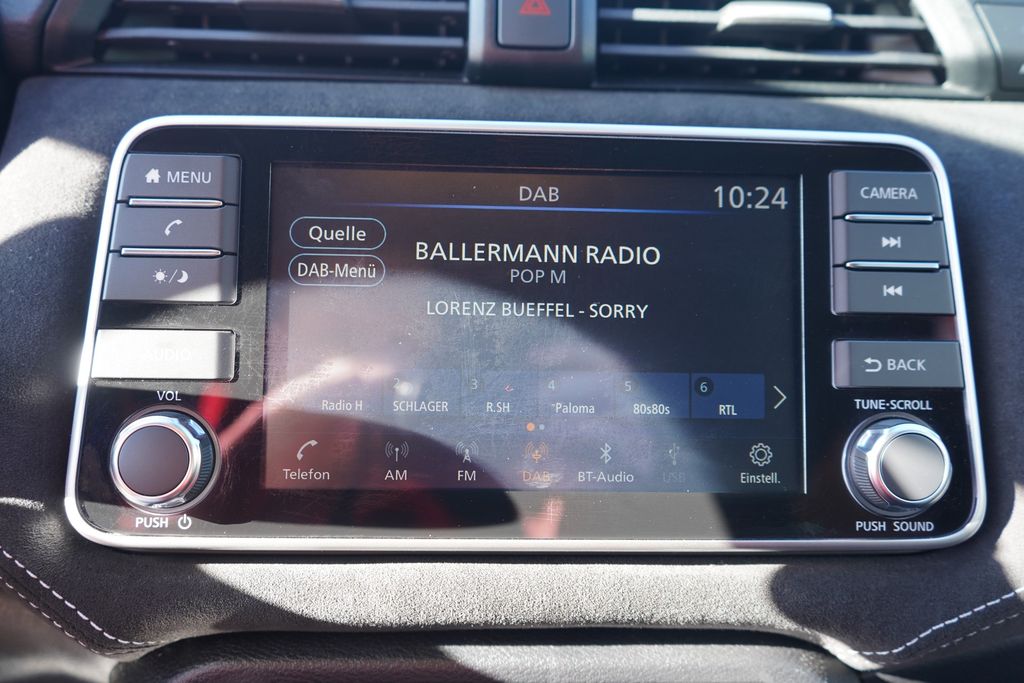 MENU
AUDIO
VOL
PUSH
DAB
10:24
Quelle
DAB-Menü
BALLERMANN RADIO
POP M
LORENZ BUEFFEL - SORRY
2 3 4 5 6
Radio H SCHLAGER R.SH Paloma 80s80s RTL
Telefon AM FM DAB BT-Audio USB Einstell.
CAMERA
BACK
TUNE·SCROLL
PUSH SOUND